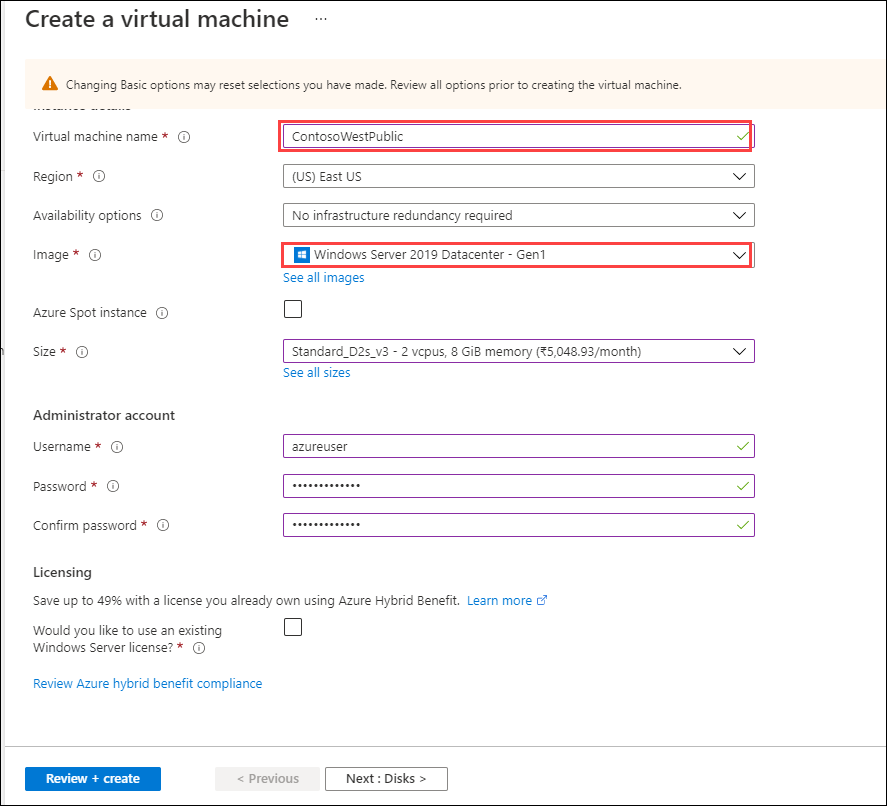 Create a virtual machine ...
Changing Basic options may reset selections you have made. Review all options prior to creating the virtual machine.
Instance details
Virtual machine name * ContosoWestPublic
Region * (US) East US
Availability options No infrastructure redundancy required
Image * Windows Server 2019 Datacenter - Gen1
See all images
Azure Spot instance
Size * Standard_D2s_v3 - 2 vcpus, 8 GiB memory (₹5,048.93/month)
See all sizes
Administrator account
Username * azureuser
Password * •••••••••••••
Confirm password * •••••••••••••
Licensing
Save up to 49% with a license you already own using Azure Hybrid Benefit. Learn more
Would you like to use an existing
Windows Server license? *
Review Azure hybrid benefit compliance
Review + create < Previous Next : Disks >